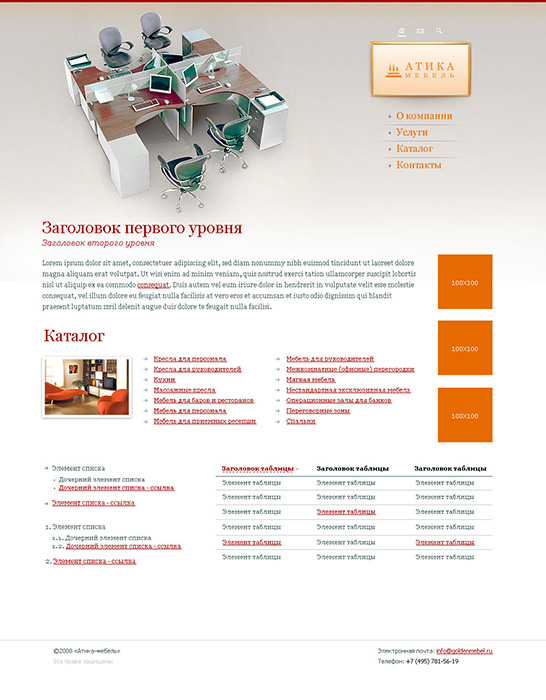 АТИКА
МЕБЕЛЬ
О компании
Услуги
Каталог
Контакты
Заголовок первого уровня
Заголовок второго уровня
Lorem ipsum dolor sit amet, consectetuer adipiscing elit, sed diam nonummy nibh euismod tincidunt ut laoreet dolore
magna aliquam erat volutpat. Ut wisi enim ad minim veniam, quis nostrud exerci tation ullamcorper suscipit lobortis
nisl ut aliquip ex ea commodo consequat. Duis autem vel eum iriure dolor in hendrerit in vulputate velit esse molestie
consequat, vel illum dolore eu feugiat nulla facilisis at vero eros et accumsan et iusto odio dignissim qui blandit
praesent luptatum zzril delenit augue duis dolore te feugait nulla facilisi.
100X100
100X100
100X100
Каталог
Кресла для персонала
Кресла для руководителей
Кухни
Массажные кресла
Мебель для баров и ресторанов
Мебель для персонала
Мебель для приемных ресепшн
Мебель для руководителей
Межкомнатные (офисные) перегородки
Мягкая мебель
Нестандарная эксклюзивная мебель
Операционные залы для банков
Переговорные зоны
Спальни
Элемент списка
Дочерний элемент списка
Дочерний элемент списка - ссылка
Элемент списка - ссылка
1. Элемент списка
1.1. Дочерний элемент списка
1.2. Дочерний элемент списка - ссылка
2. Элемент списка - ссылка
Заголовок таблицы Заголовок таблицы Заголовок таблицы
Элемент таблицы Элемент таблицы Элемент таблицы
Элемент таблицы Элемент таблицы Элемент таблицы
Элемент таблицы Элемент таблицы Элемент таблицы
Элемент таблицы Элемент таблицы Элемент таблицы
Элемент таблицы Элемент таблицы Элемент таблицы
Элемент таблицы Элемент таблицы Элемент таблицы
©2008 «Атика-мебель»
Все права защищены
Электронная почта: info@goldenmebel.ru
Телефон: +7 (495) 781-56-19